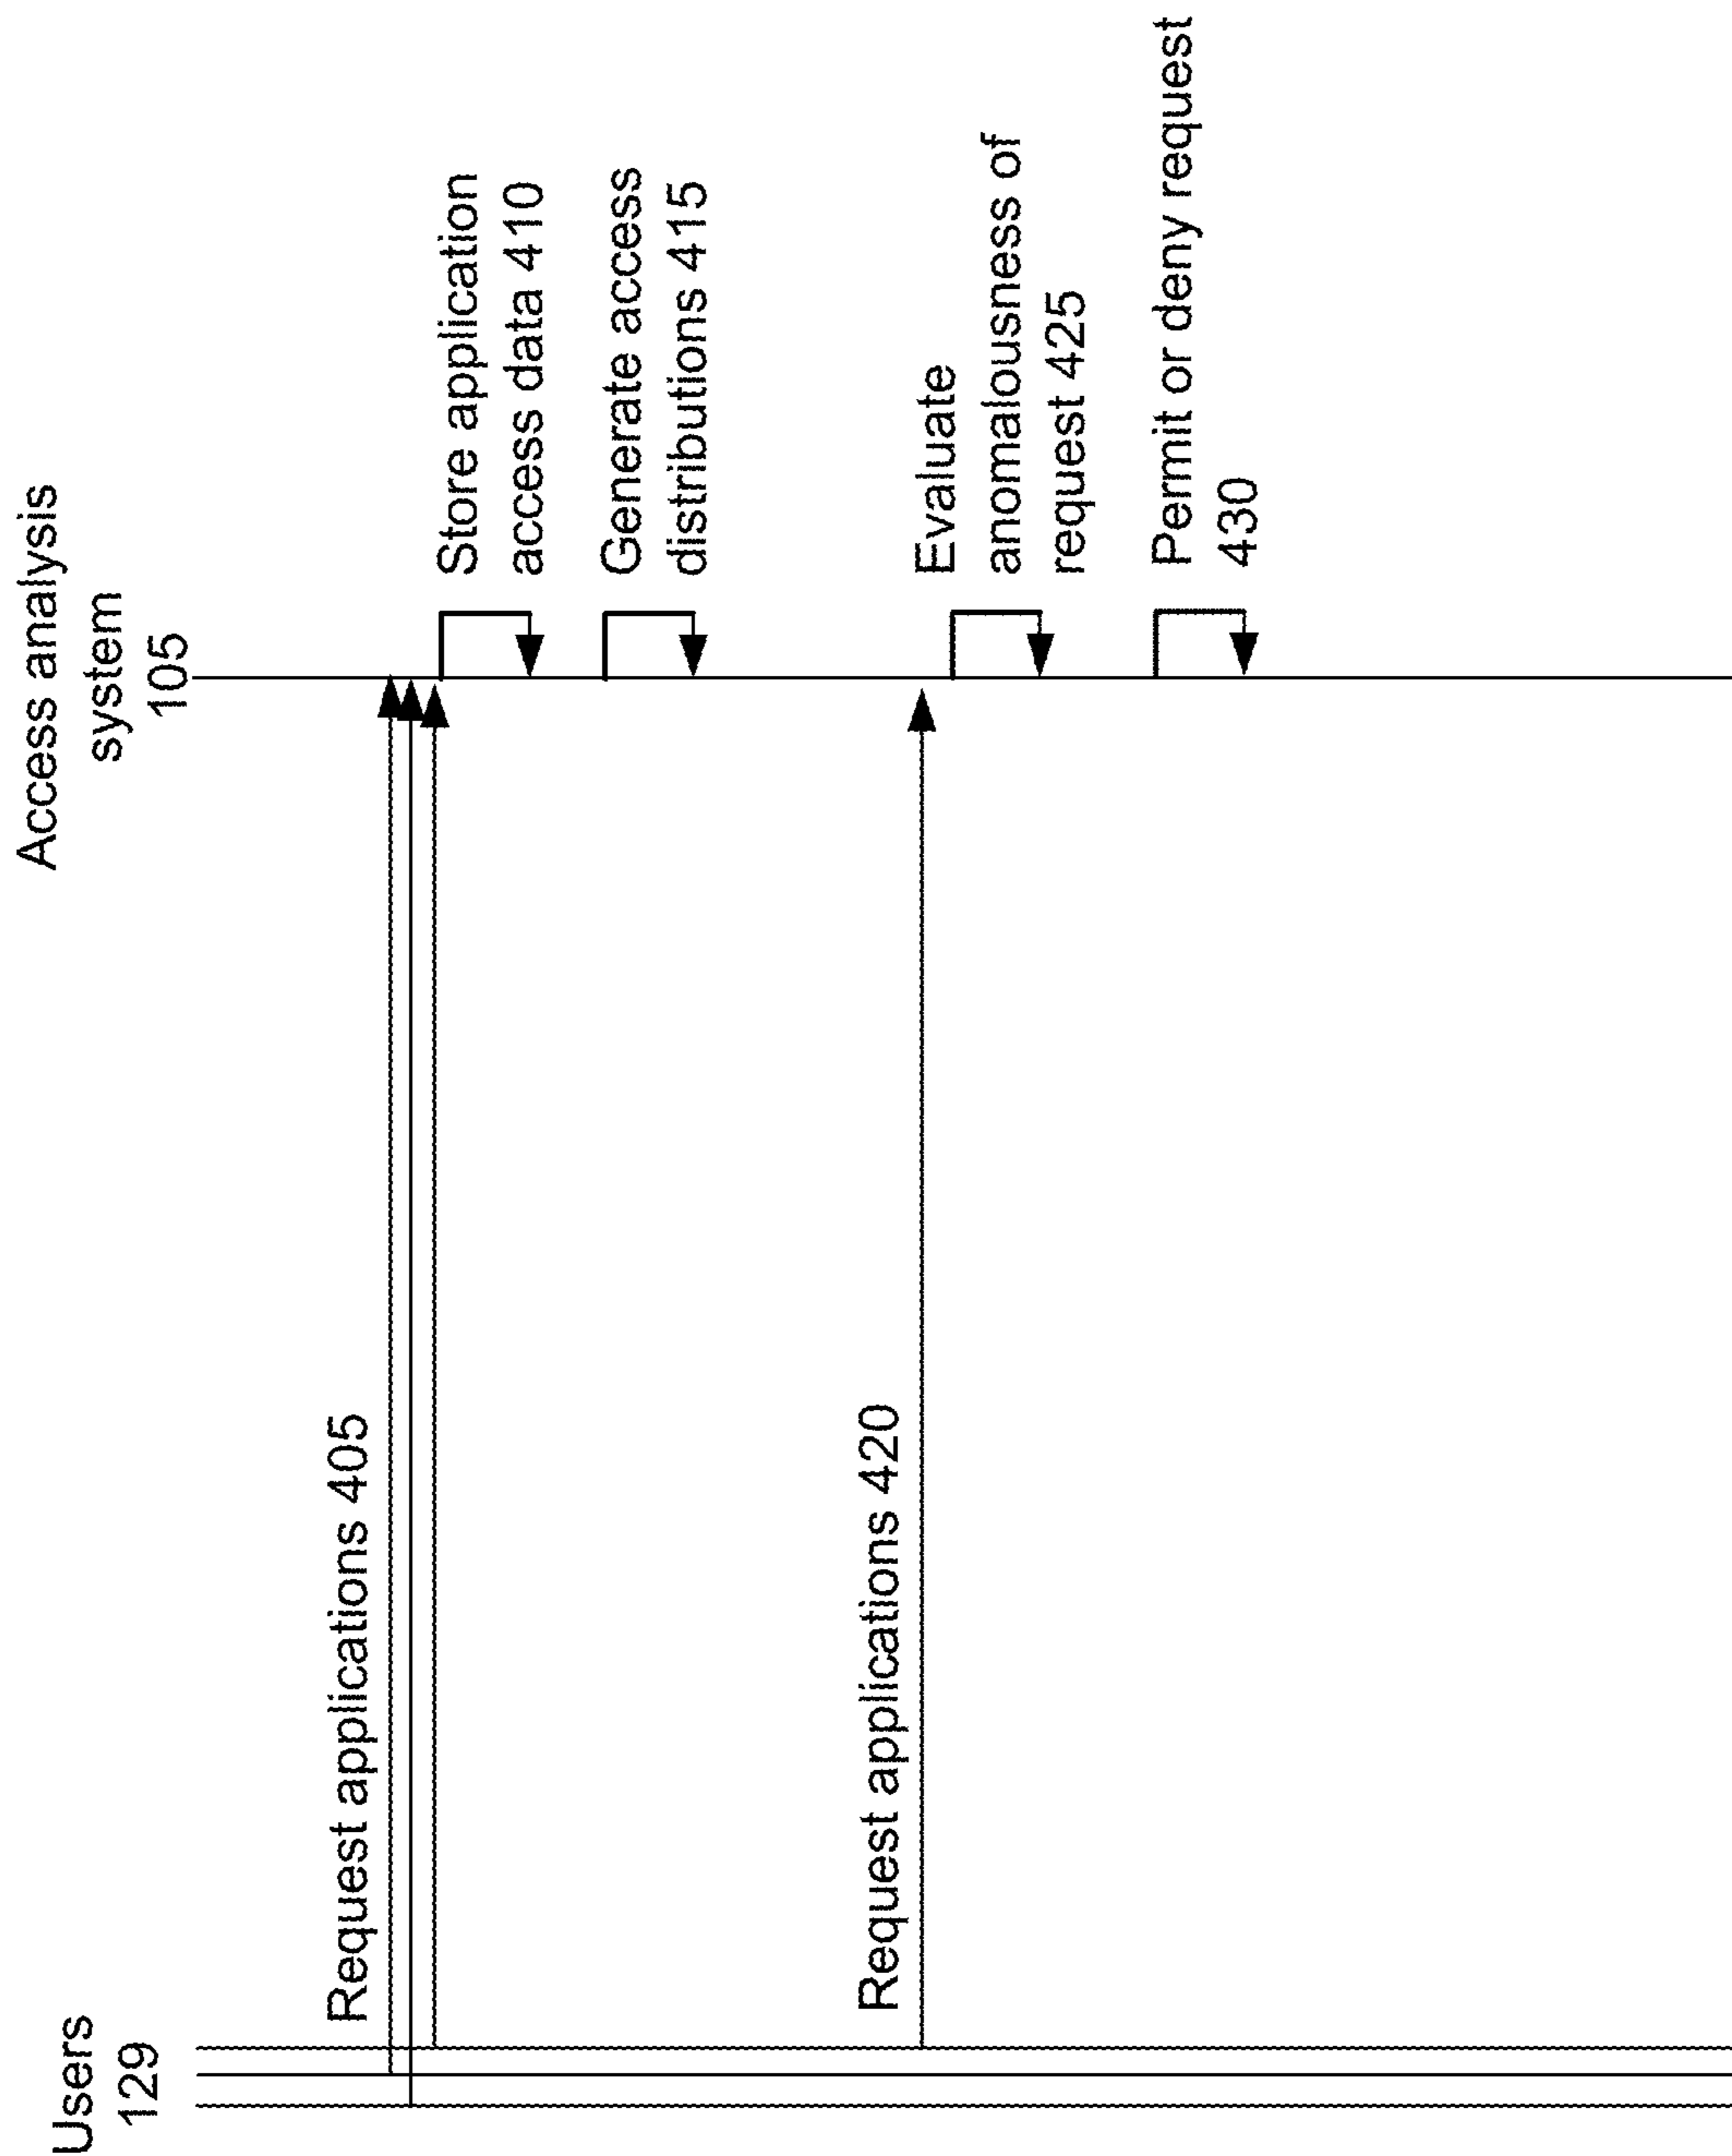 Users
129
Access analysis
system
105
Request applications 405
Store application
access data 410
Generate access
distributions 415
Request applications 420
Evaluate
anomalousness of
request 425
Permit or deny request
430